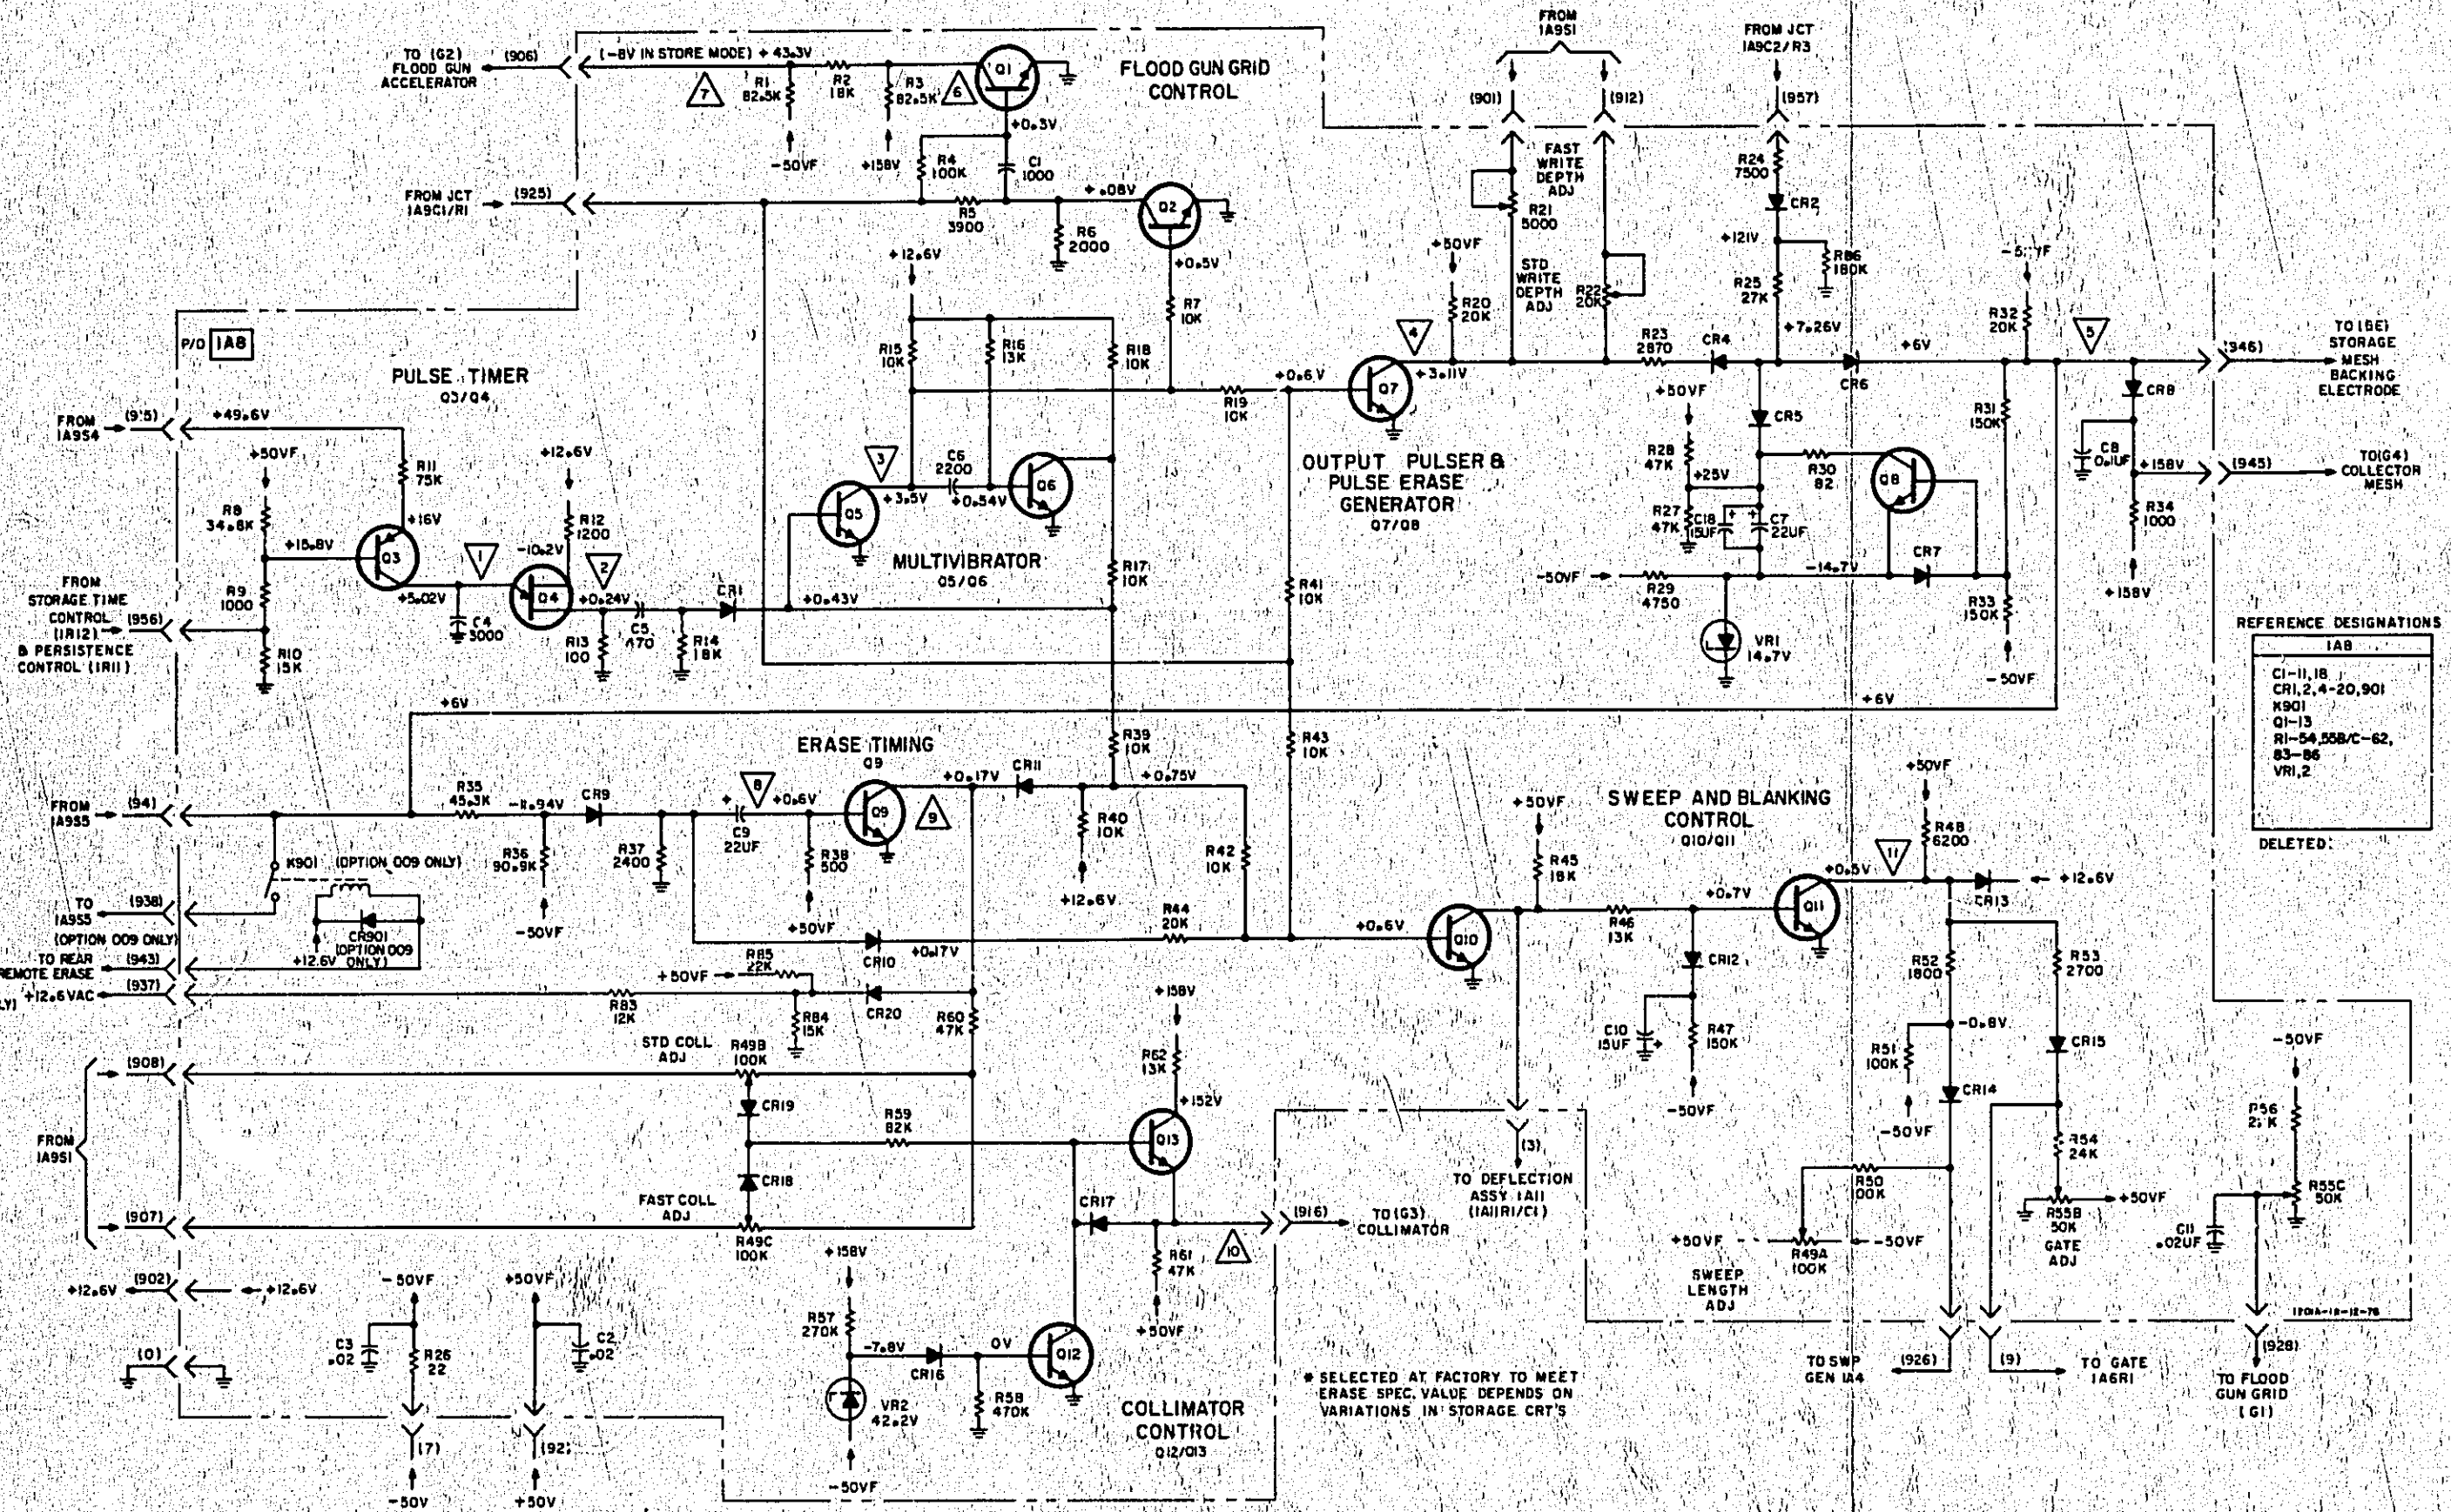 TO (G2)
FLOOD GUN
ACCELERATOR
(906)
(-8V IN STORE MODE) + 43.3V
7
R1
82.5K
R2
18K
R3
82.5K
6
Q1
FLOOD GUN GRID
CONTROL
-50VF
+158V
+0.3V
R4
100K
C1
1000
FROM JCT
1A9C1/R1
(925)
R5
3900
R6
2000
+.08V
Q2
+0.5V
R7
10K
FROM
1A9S1
(901)
(912)
FROM JCT
1A9C2/R3
(957)
FAST
WRITE
DEPTH
ADJ
R21
5000
STD
WRITE
DEPTH
ADJ
R22
20K
R24
7500
CR2
+121V
R86
180K
R25
27K
+7.26V
+50VF
R20
20K
4
R23
2870
CR4
CR6
+6V
R32
20K
5
(946)
TO (BE)
STORAGE
MESH
BACKING
ELECTRODE
P/O 1A8
PULSE TIMER
Q3/Q4
FROM
1A9S4
+49.6V
+50VF
R11
75K
R8
34.8K
+12.6V
R12
1200
+16V
+15.8V
Q3
1
-10.2V
2
R9
1000
+5.02V
C4
3000
Q4
+0.24V
R13
100
C5
470
R14
18K
CR1
+0.43V
FROM
STORAGE TIME
CONTROL
(1R12)
& PERSISTENCE
CONTROL (1R11)
(956)
R10
15K
+12.6V
R15
10K
R16
13K
R18
10K
3
C6
2200
+3.5V
+0.54V
Q5
Q6
MULTIVIBRATOR
Q5/Q6
R17
10K
R19
10K
+0.6V
Q7
+3.11V
OUTPUT PULSER &
PULSE ERASE
GENERATOR
Q7/Q8
R41
10K
+50VF
R28
47K
+25V
R27
47K
C18
15UF
C7
22UF
CR5
R30
82
Q8
CR7
-14.7V
-50VF
R29
4750
VR1
14.7V
R31
150K
R33
150K
-50VF
CR8
C8
0.1UF
+158V
(945)
TO(G4)
COLLECTOR
MESH
R34
1000
+158V
REFERENCE DESIGNATIONS
1A8
C1-11,18
CR1,2,4-20,901
K901
Q1-13
R1-54,55B/C-62,
83-86
VR1,2
DELETED:
+6V
+6V
FROM
1A9S5
(941
R35
45.3K
CR9
R36
90.9K
-50VF
R37
2400
ERASE TIMING
Q9
8
C9
22UF
+0.6V
R38
500
+50VF
Q9
+0.17V
9
CR11
+0.75V
R39
10K
R40
10K
+12.6V
R42
10K
R43
10K
K901 (OPTION 009 ONLY)
TO
1A9S5
(938)
(OPTION 009 ONLY)
CR901
(OPTION 009
ONLY)
+12.6V
TO REAR
REMOTE ERASE
(943)
+12.6VAC
(937)
R83
12K
R84
15K
+50VF
R85
22K
CR10
+0.17V
CR20
R60
47K
R44
20K
+0.6V
Q10
+50VF
R45
18K
SWEEP AND BLANKING
CONTROL
Q10/Q11
R46
13K
+0.7V
CR12
C10
15UF
R47
150K
-50VF
Q11
+0.5V
11
+50VF
R48
6200
CR13
+12.6V
R52
1800
R53
2700
-0.8V
R51
100K
-50VF
CR14
CR15
R54
24K
R50
R55B
50K
GATE
ADJ
+50VF
+50VF
R49A
100K
-50VF
SWEEP
LENGTH
ADJ
-50VF
R55C
50K
C11
.02UF
TO SWP
GEN 1A4
(926)
(9)
TO GATE
1A6R1
(928)
TO FLOOD
GUN GRID
(G1)
FROM
1A9S1
(908)
(907)
STD COLL
ADJ
R49B
100K
CR19
CR18
R59
82K
FAST COLL
ADJ
R49C
100K
+158V
R62
13K
+152V
Q13
CR17
R61
47K
+50VF
10
(916)
TO(G3)
COLLIMATOR
(3)
TO DEFLECTION
ASSY 1A11
(1A11R1/C1)
+12.6V
(902)
+12.6V
(0)
-50VF
C3
.02
R26
22
(7)
-50V
+50VF
C2
.02
+50V
+158V
R57
270K
-7.8V
VR2
42.2V
-50VF
CR16
0V
R58
470K
Q12
COLLIMATOR
CONTROL
Q12/Q13
* SELECTED AT FACTORY TO MEET
ERASE SPEC. VALUE DEPENDS ON
VARIATIONS IN STORAGE CRT'S